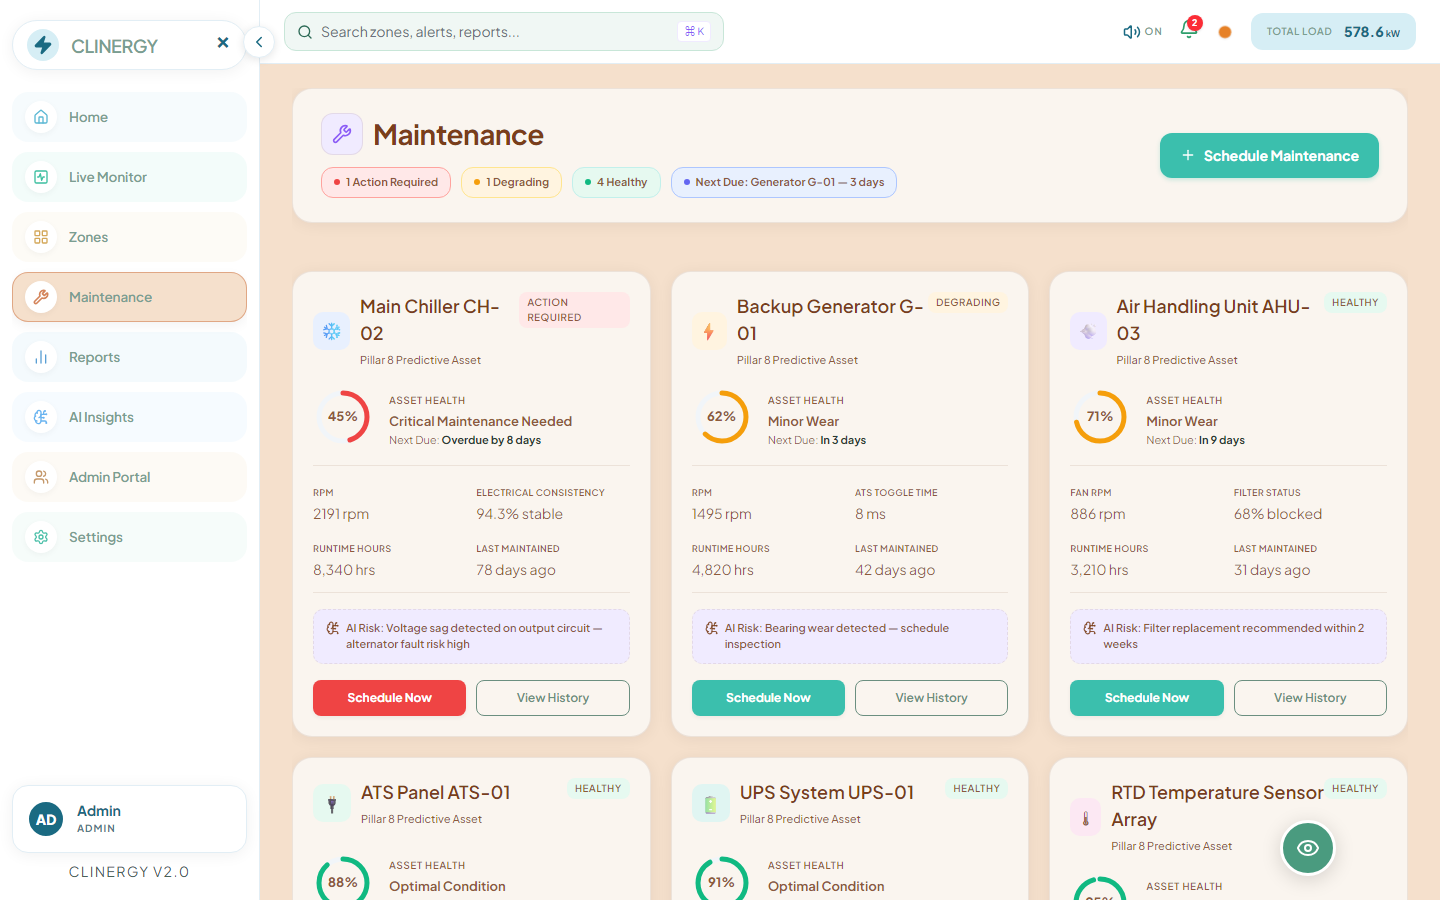 CLINERGY
Search zones, alerts, reports...
⌘K
ON
2
TOTAL LOAD 578.6 kW
Home
Live Monitor
Zones
Maintenance
Reports
AI Insights
Admin Portal
Settings
AD
Admin
ADMIN
CLINERGY V2.0
Maintenance
1 Action Required
1 Degrading
4 Healthy
Next Due: Generator G-01 — 3 days
Schedule MaIntenance
Main Chiller CH-
02
ACTION
REQUIRED
Pillar 8 Predictive Asset
45%
ASSET HEALTH
Critical Maintenance Needed
Next Due: Overdue by 8 days
RPM
2191 rpm
ELECTRICAL CONSISTENCY
94.3% stable
RUNTIME HOURS
8,340 hrs
LAST MAINTAINED
78 days ago
AI Risk: Voltage sag detected on output circuit —
alternator fault risk high
Schedule Now
View History
Backup Generator G-
01
DEGRADING
Pillar 8 Predictive Asset
62%
ASSET HEALTH
Minor Wear
Next Due: In 3 days
RPM
1495 rpm
ATS TOGGLE TIME
8 ms
RUNTIME HOURS
4,820 hrs
LAST MAINTAINED
42 days ago
AI Risk: Bearing wear detected — schedule
inspection
Schedule Now
View History
Air Handling Unit AHU-
03
HEALTHY
Pillar 8 Predictive Asset
71%
ASSET HEALTH
Minor Wear
Next Due: In 9 days
FAN RPM
886 rpm
FILTER STATUS
68% blocked
RUNTIME HOURS
3,210 hrs
LAST MAINTAINED
31 days ago
AI Risk: Filter replacement recommended within 2
weeks
Schedule Now
View History
ATS Panel ATS-01
HEALTHY
Pillar 8 Predictive Asset
88%
ASSET HEALTH
Optimal Condition
UPS System UPS-01
HEALTHY
Pillar 8 Predictive Asset
91%
ASSET HEALTH
Optimal Condition
RTD Temperature Sensor
Array
HEALTHY
Pillar 8 Predictive Asset
ASSET HEALTH